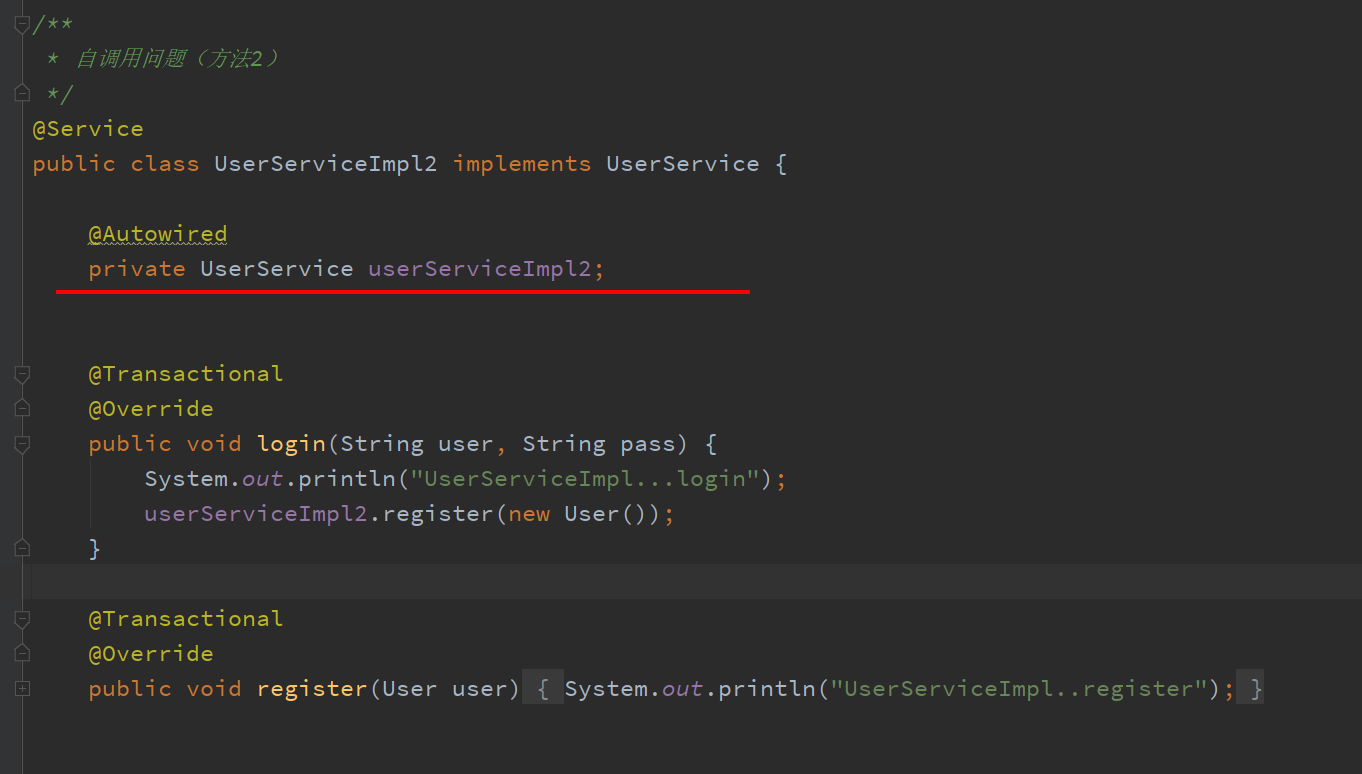 /**
* 自调用问题（方法2）
*/
@Service
public class UserServiceImpl2 implements UserService {
@Autowired
private UserService userServiceImpl2;
@Transactional
@Override
public void login(String user, String pass) {
System.out.println("UserServiceImpl...login");
userServiceImpl2.register(new User());
}
@Transactional
@Override
public void register(User user) { System.out.println("UserServiceImpl..register"); }